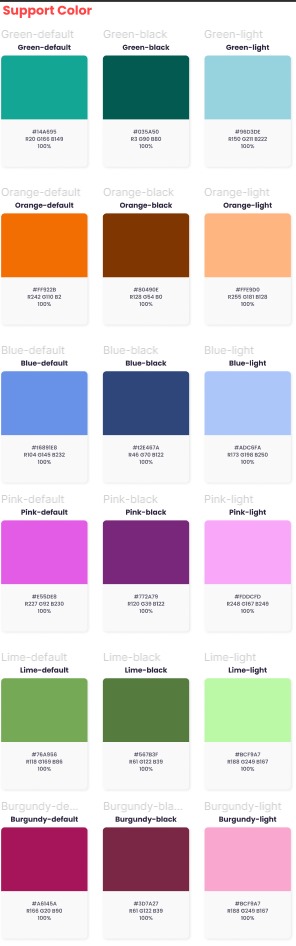 Support Color
Green-default Green-black Green-light
Green-default Green-black Green-light
#14A695 #035A50 #96D3DE
R20 G166 B149 R3 G90 B80 R150 G211 B222
100% 100% 100%
Orange-default Orange-black Orange-light
Orange-default Orange-black Orange-light
#FF922B #80490E #FFE9D0
R242 G110 B2 R128 G54 B0 R255 G181 B128
100% 100% 100%
Blue-default Blue-black Blue-light
Blue-default Blue-black Blue-light
#1689E8 #12E467A #ADC6FA
R104 G149 B232 R46 G70 B122 R173 G198 B250
100% 100% 100%
Pink-default Pink-black Pink-light
Pink-default Pink-black Pink-light
#E55DE8 #772A79 #FDDCFD
R227 G92 B230 R120 G39 B122 R248 G167 B249
100% 100% 100%
Lime-default Lime-black Lime-light
Lime-default Lime-black Lime-light
#76A956 #567B3F #BCF9A7
R118 G169 B86 R61 G122 B39 R188 G249 B167
100% 100% 100%
Burgundy-de... Burgundy-bla... Burgundy-light
Burgundy-default Burgundy-black Burgundy-light
#A6145A #3D7A27 #BCF9A7
R166 G20 B90 R61 G122 B39 R188 G249 B167
100% 100% 100%